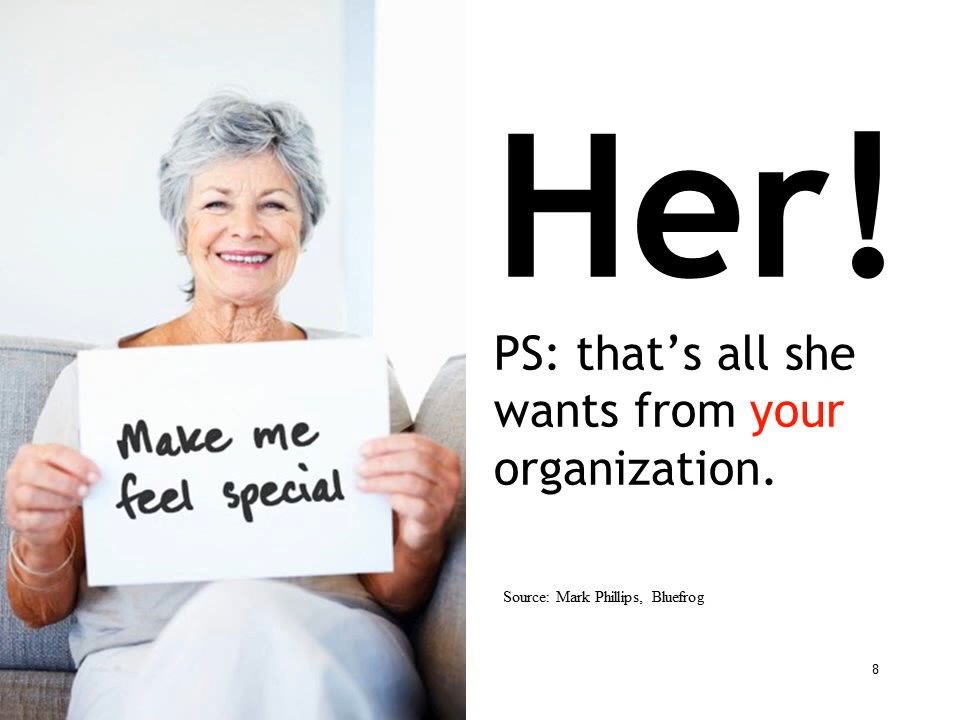 Make me
feel special
Her!
PS: that’s all she
wants from your
organization.
Source: Mark Phillips, Bluefrog
8